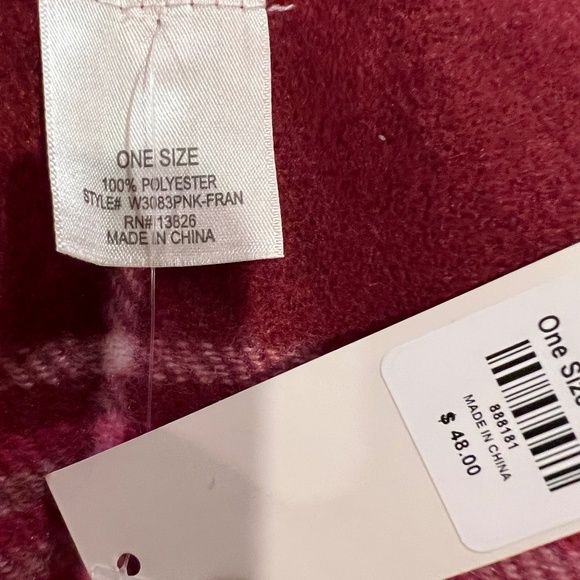 ONE SIZE
100% POLYESTER
STYLE# W3083PNK-FRAN
RN# 13826
MADE IN CHINA
One Size
888181
MADE IN CHINA
$ 48.00